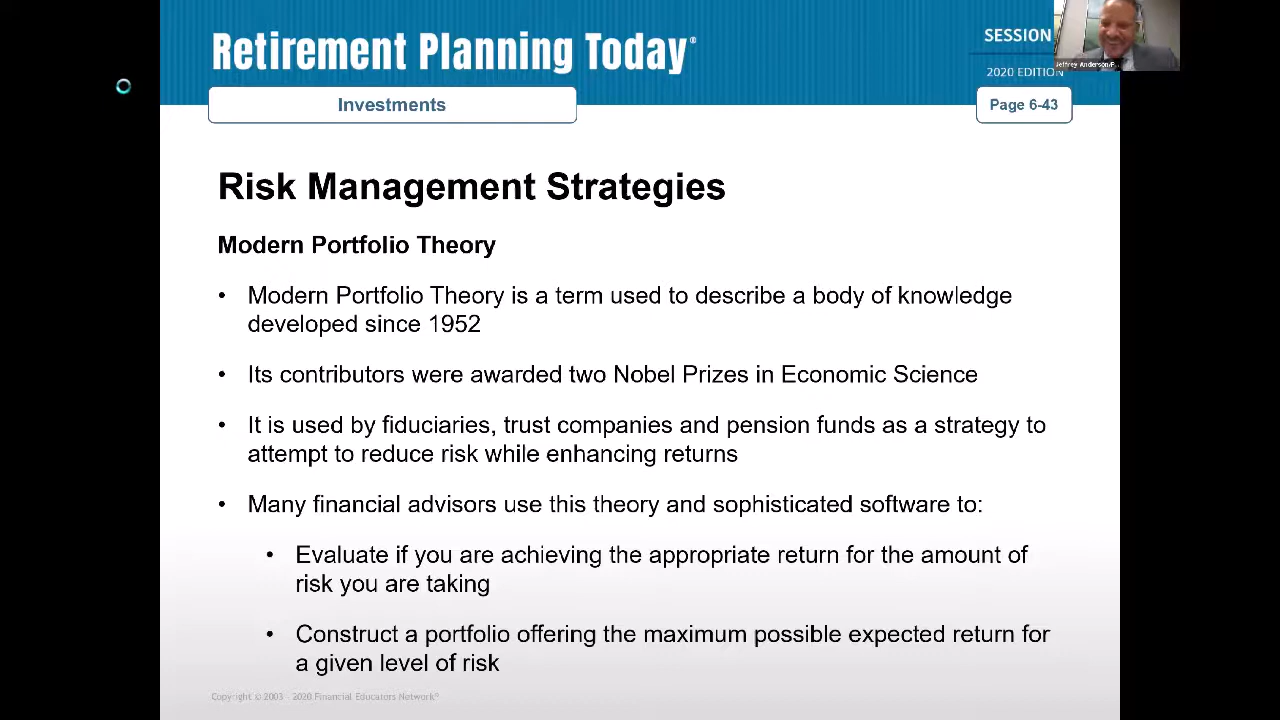 Retirement Planning Today®
SESSION
2020 EDITION
Jeffrey Anderson/P...
Investments
Page 6-43
Risk Management Strategies
Modern Portfolio Theory
• Modern Portfolio Theory is a term used to describe a body of knowledge
developed since 1952
• Its contributors were awarded two Nobel Prizes in Economic Science
• It is used by fiduciaries, trust companies and pension funds as a strategy to
attempt to reduce risk while enhancing returns
• Many financial advisors use this theory and sophisticated software to:
• Evaluate if you are achieving the appropriate return for the amount of
risk you are taking
• Construct a portfolio offering the maximum possible expected return for
a given level of risk
Copyright © 2003 - 2020 Financial Educators Network®